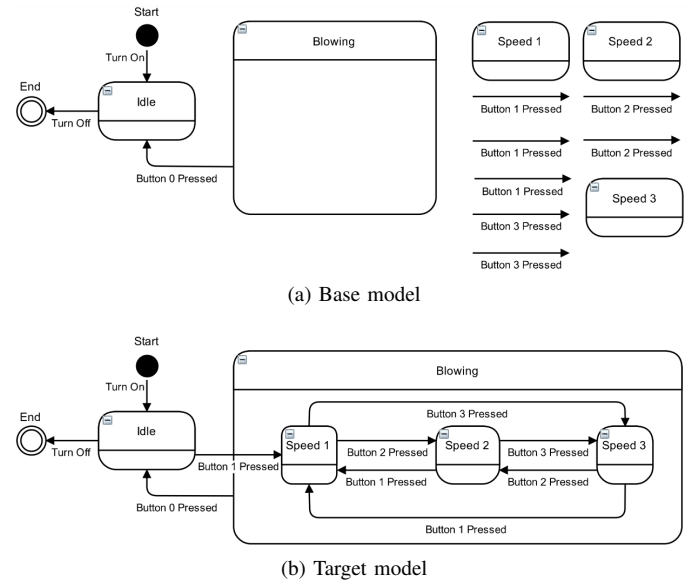 Start
Turn On
End
Idle
Turn Off
Button 0 Pressed
Blowing
Speed 1
Speed 2
Button 1 Pressed
Button 2 Pressed
Button 1 Pressed
Button 2 Pressed
Button 1 Pressed
Speed 3
Button 3 Pressed
Button 3 Pressed
(a) Base model
Start
Turn On
End
Idle
Turn Off
Button 1 Pressed
Button 0 Pressed
Blowing
Button 3 Pressed
Speed 1
Button 2 Pressed
Speed 2
Button 3 Pressed
Speed 3
Button 1 Pressed
Button 2 Pressed
Button 1 Pressed
(b) Target model